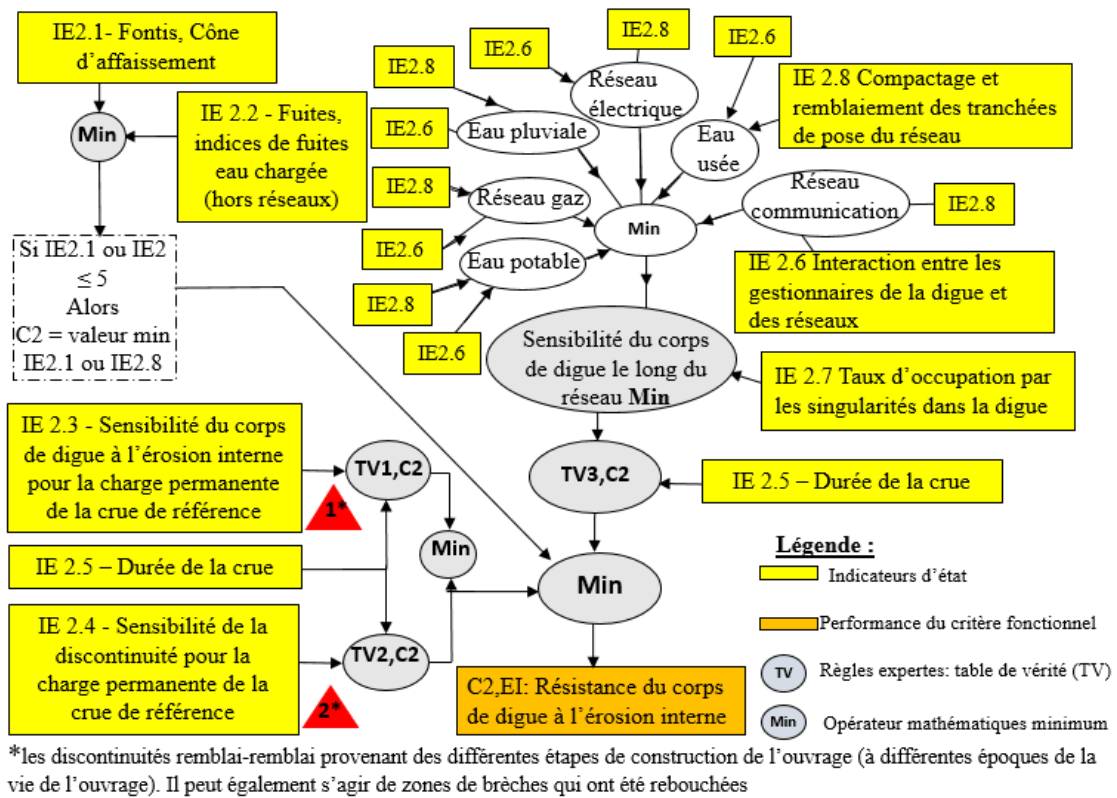 IE2.1- Fontis, Cône
d’affaissement
Min
IE 2.2 - Fuites,
indices de fuites
eau chargée
(hors réseaux)
Si IE2.1 ou IE2
≤ 5
Alors
C2 = valeur min
IE2.1 ou IE2.8
IE2.8
IE2.6
IE2.8
IE2.6
IE2.6
Eau pluviale
Réseau
électrique
Eau
usée
IE 2.8 Compactage et
remblaiement des tranchées
de pose du réseau
IE2.8
Réseau gaz
IE2.6
Eau potable
IE2.8
IE2.6
Min
Réseau
communication
IE2.8
IE 2.6 Interaction entre les
gestionnaires de la digue et
des réseaux
Sensibilité du corps
de digue le long du
réseau Min
IE 2.7 Taux d’occupation par
les singularités dans la digue
IE 2.3 - Sensibilité du corps
de digue à l’érosion interne
pour la charge permanente
de la crue de référence
1*
TV1,C2
TV3,C2
IE 2.5 – Durée de la crue
IE 2.5 – Durée de la crue
Min
Min
IE 2.4 - Sensibilité de la
discontinuité pour la
charge permanente de la
crue de référence
2*
TV2,C2
C2,EI: Résistance du corps
de digue à l’érosion interne
Légende :
Indicateurs d’état
Performance du critère fonctionnel
TV
Règles expertes: table de vérité (TV)
Min
Opérateur mathématiques minimum
*les discontinuités remblai-remblai provenant des différentes étapes de construction de l’ouvrage (à différentes époques de la
vie de l’ouvrage). Il peut également s’agir de zones de brèches qui ont été rebouchées